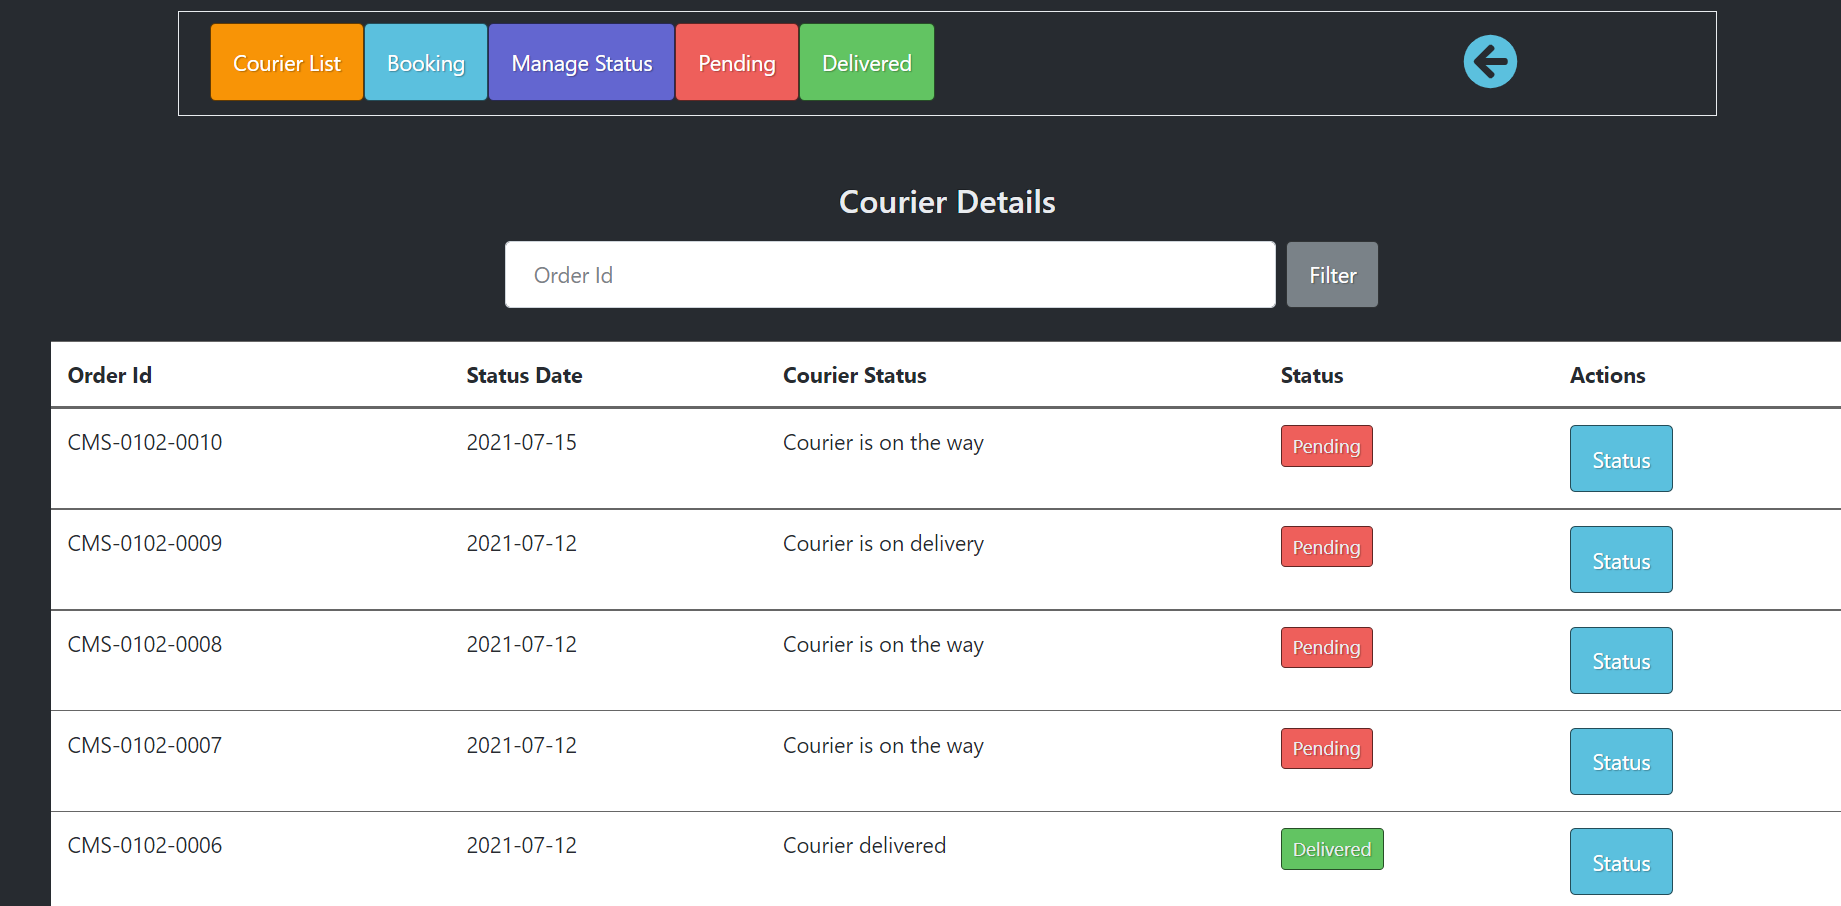 Courier List Booking Manage Status Pending Delivered
Courier Details
Order Id Filter
Order Id Status Date Courier Status Status Actions
CMS-0102-0010 2021-07-15 Courier is on the way Pending Status
CMS-0102-0009 2021-07-12 Courier is on delivery Pending Status
CMS-0102-0008 2021-07-12 Courier is on the way Pending Status
CMS-0102-0007 2021-07-12 Courier is on the way Pending Status
CMS-0102-0006 2021-07-12 Courier delivered Delivered Status